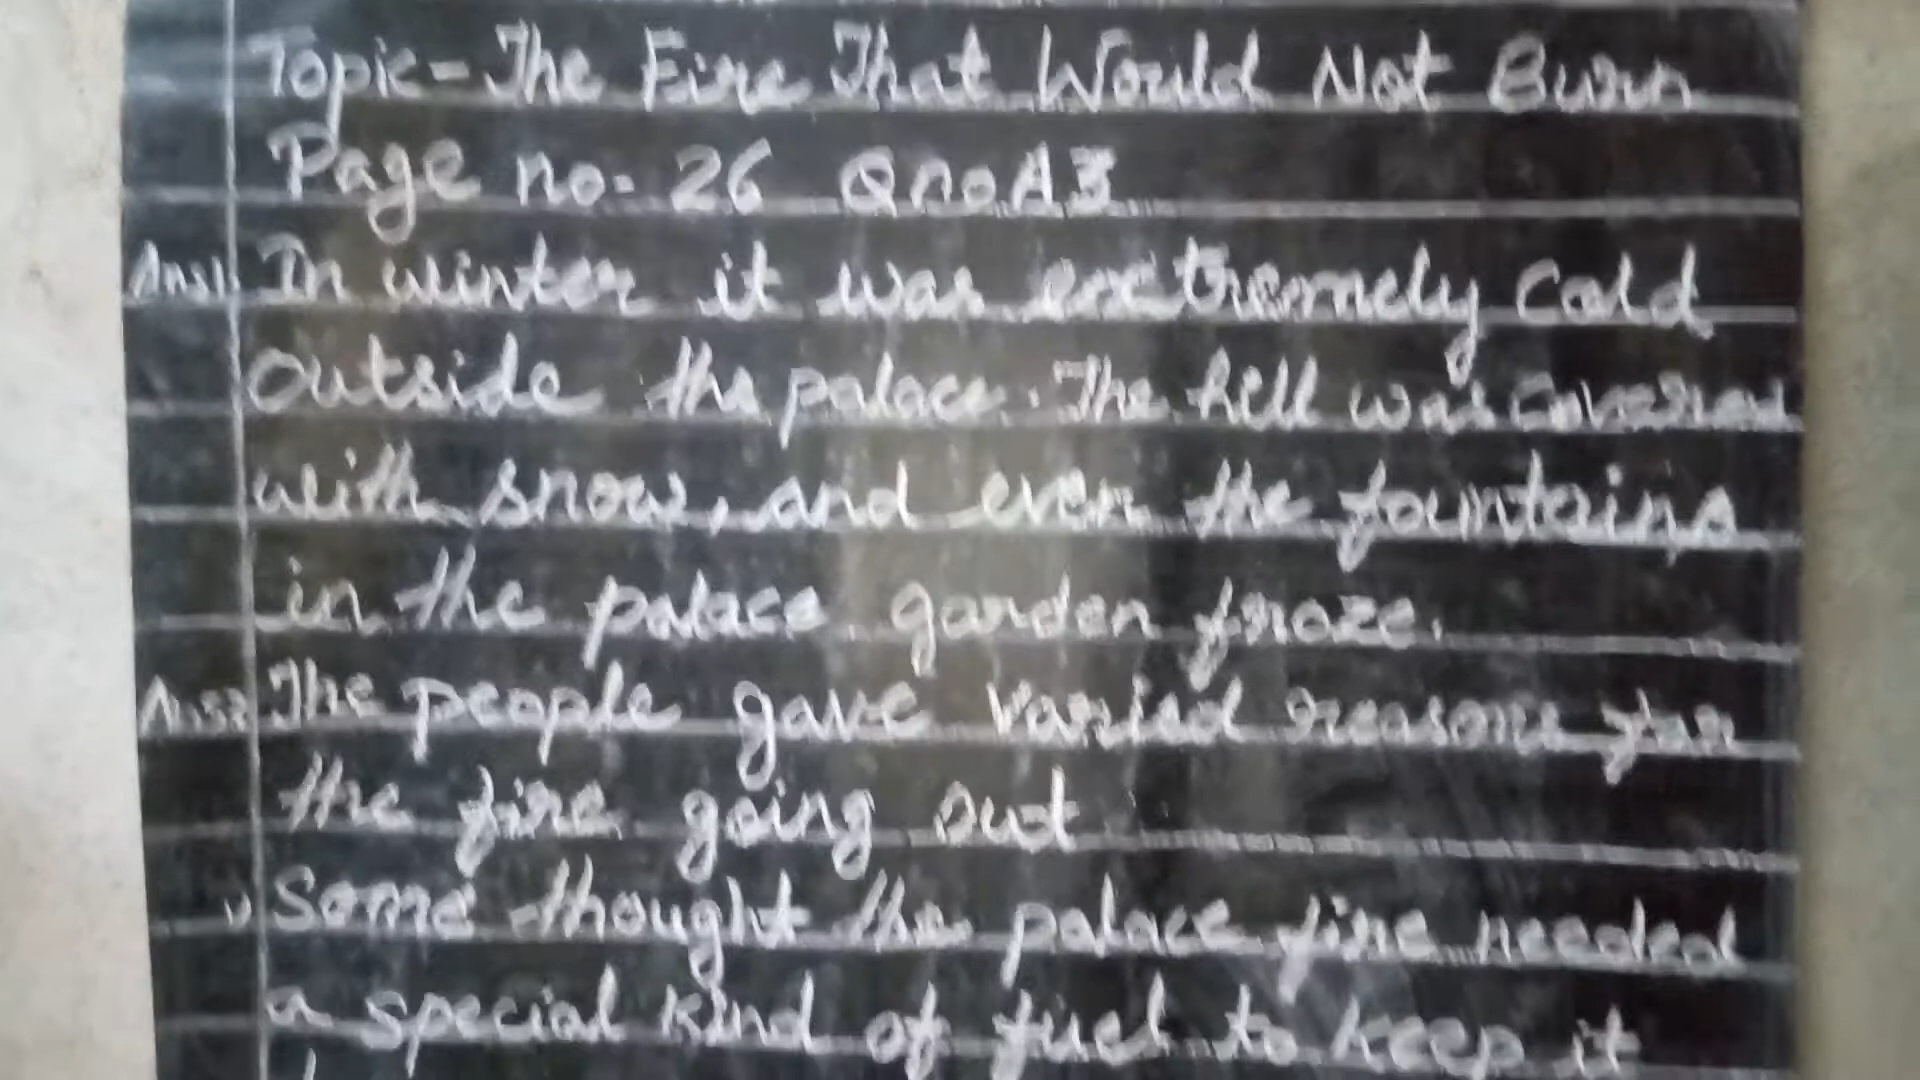 Topic - The Fire That Would Not Burn
Page no - 26 Q no A 3
Ans1. In winter it was extremely cold
outside the palace. The hill was covered
with snow, and even the fountains
in the palace garden froze.
Ans2. The people gave varied reasons for
the fire going out
Some thought the palace fire needed
a special kind of fuel to keep it